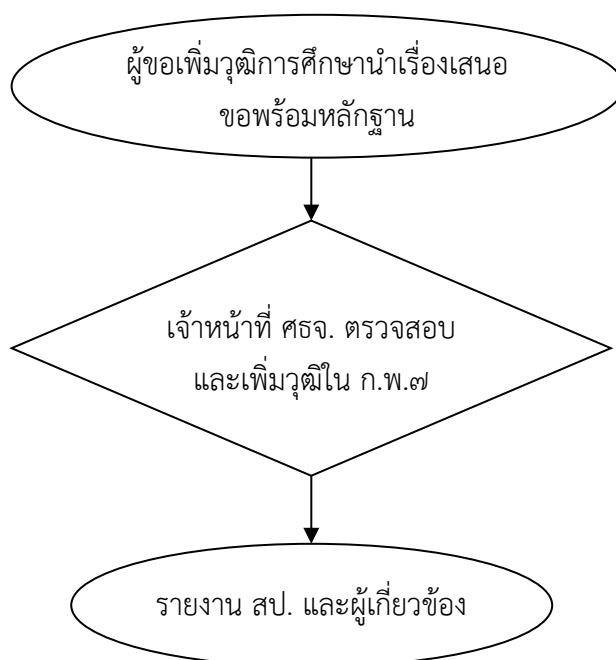 ผู้ขอเพิ่มวุฒิการศึกษานำเรื่องเสนอ
ขอพร้อมหลักฐาน
เจ้าหน้าที่ ศธจ. ตรวจสอบ
และเพิ่มวุฒิใน ก.พ.๗
รายงาน สป. และผู้เกี่ยวข้อง